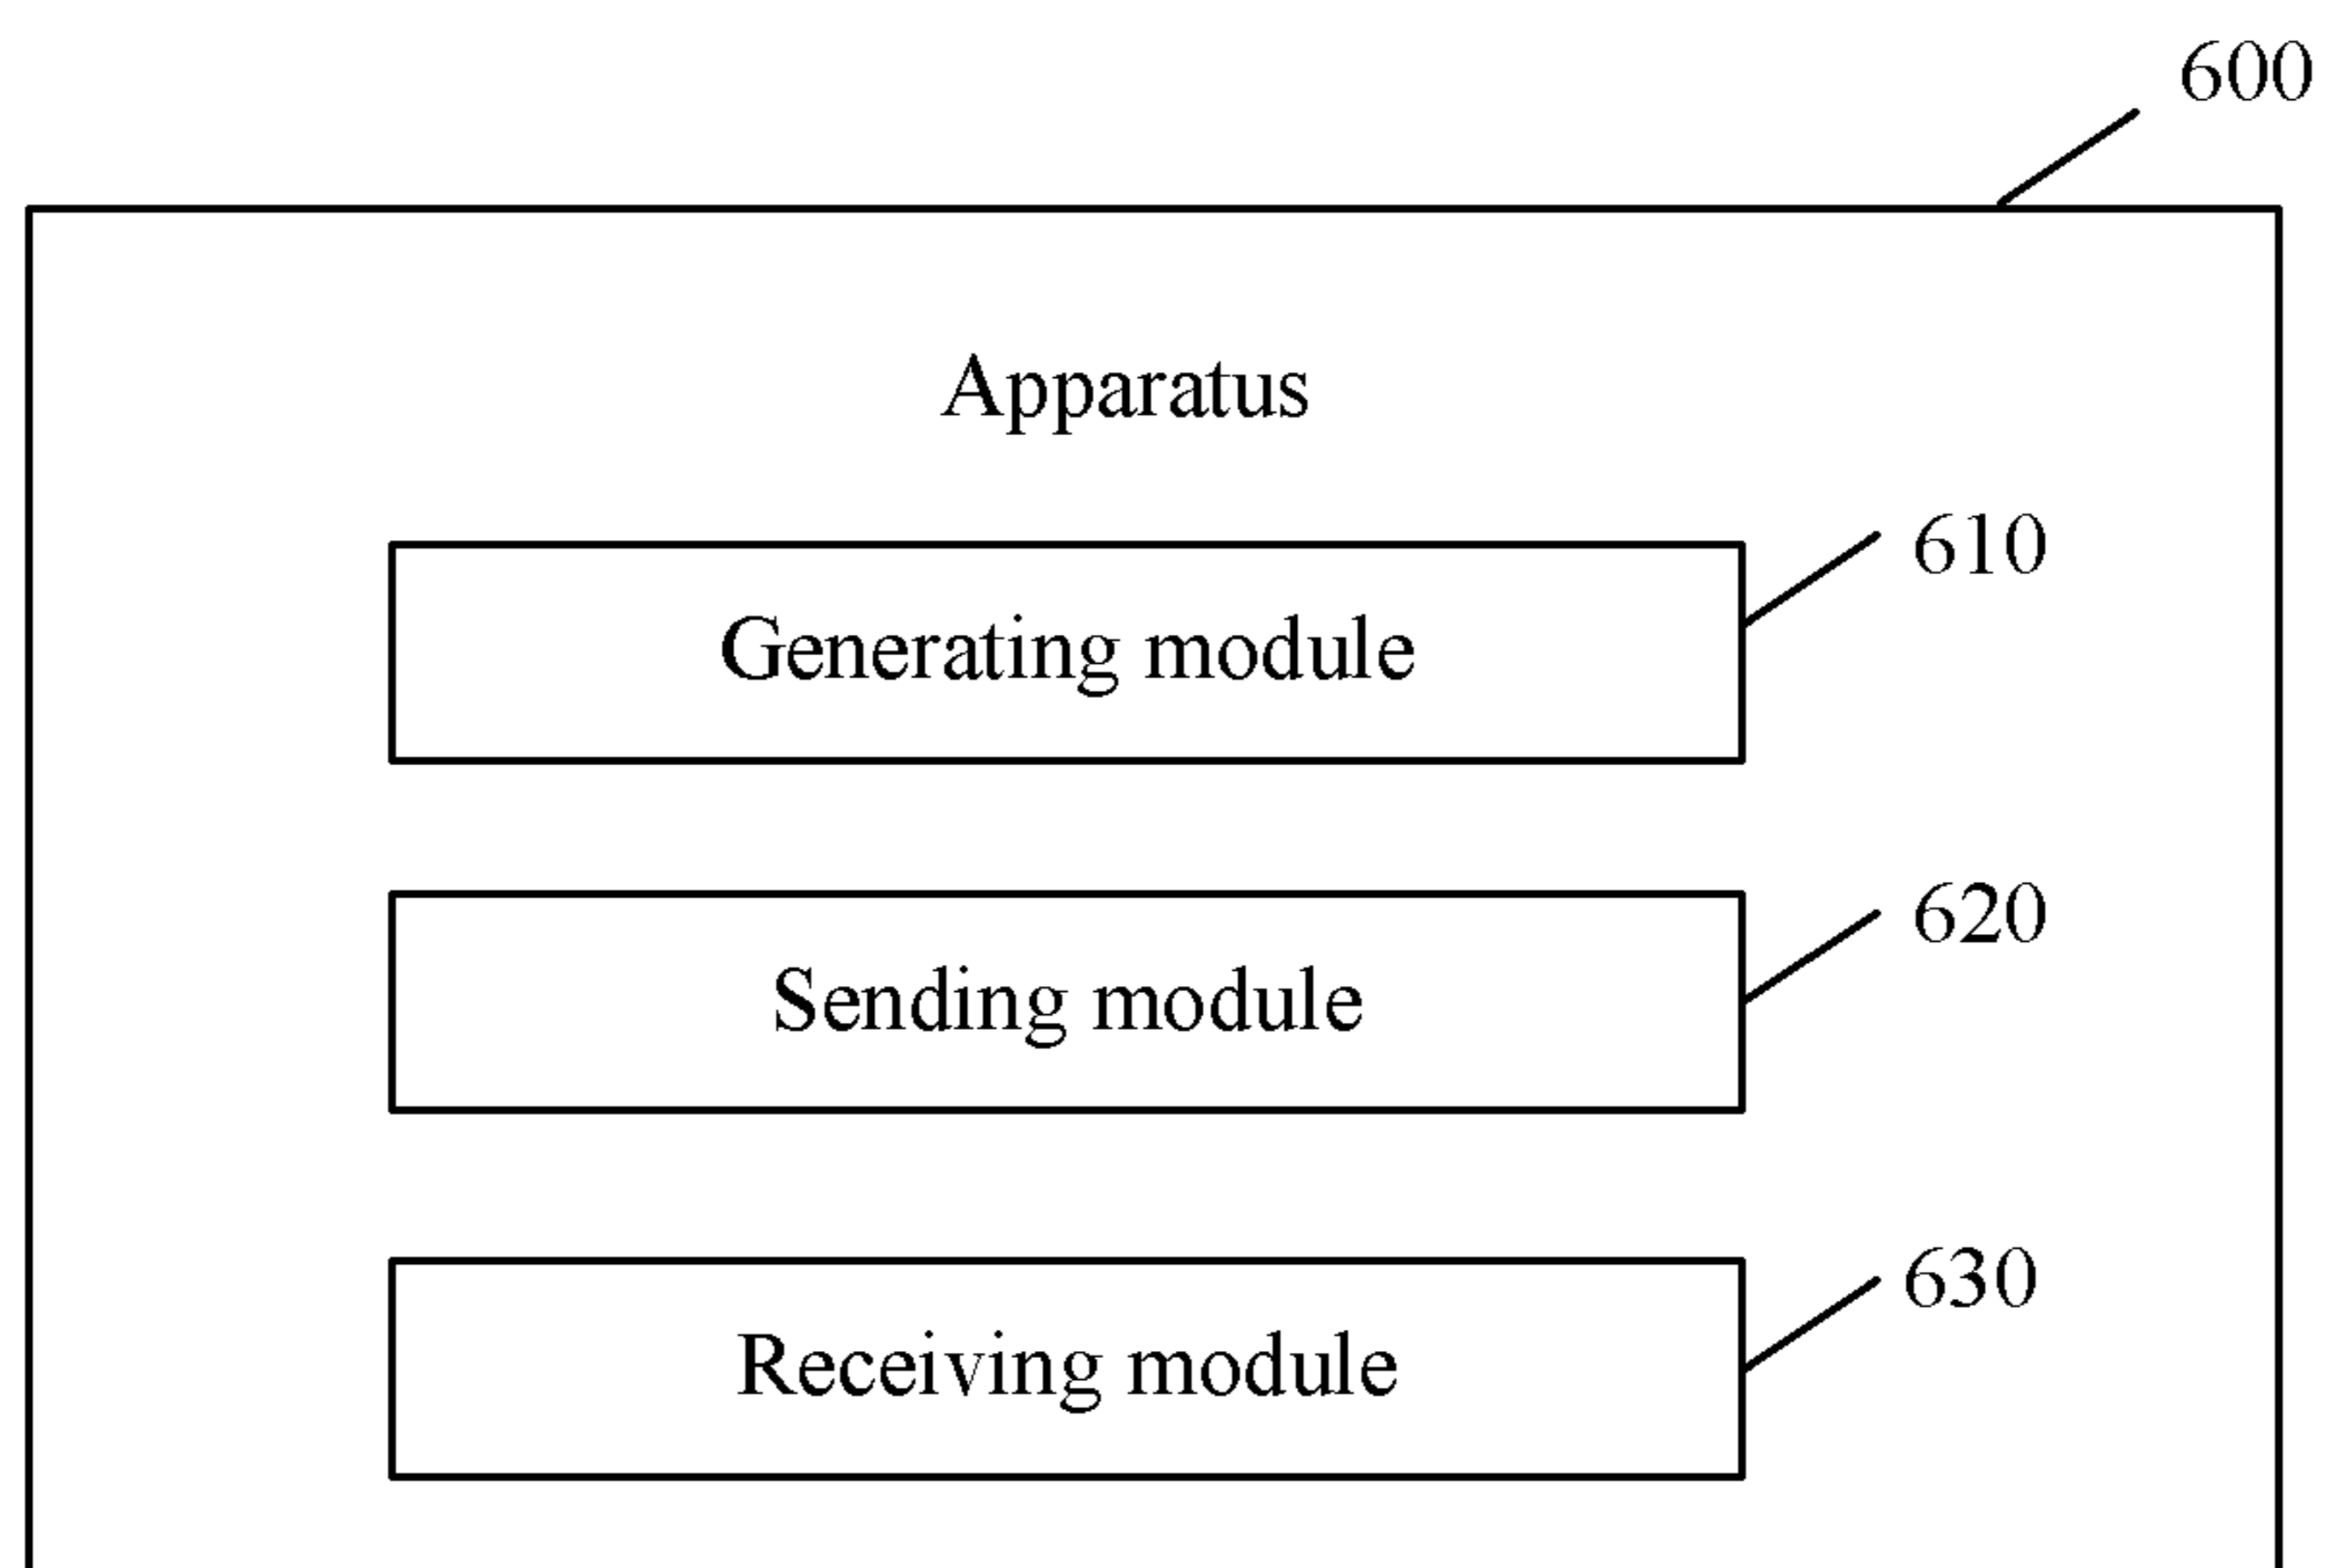 600
Apparatus
610
Generating module
620
Sending module
630
Receiving module